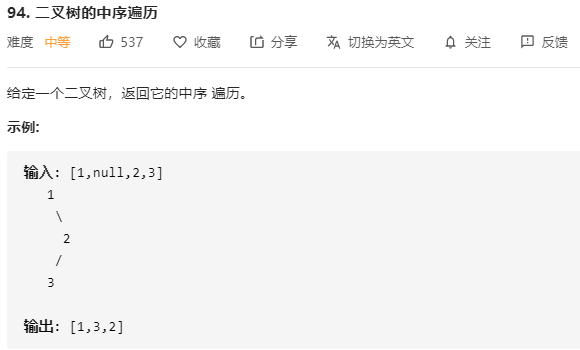 94. 二叉树的中序遍历
难度 中等 537 收藏 分享 切换为英文 关注 反馈
给定一个二叉树，返回它的中序 遍历。
示例:
输入: [1,null,2,3]
1
\
2
/
3
输出: [1,3,2]